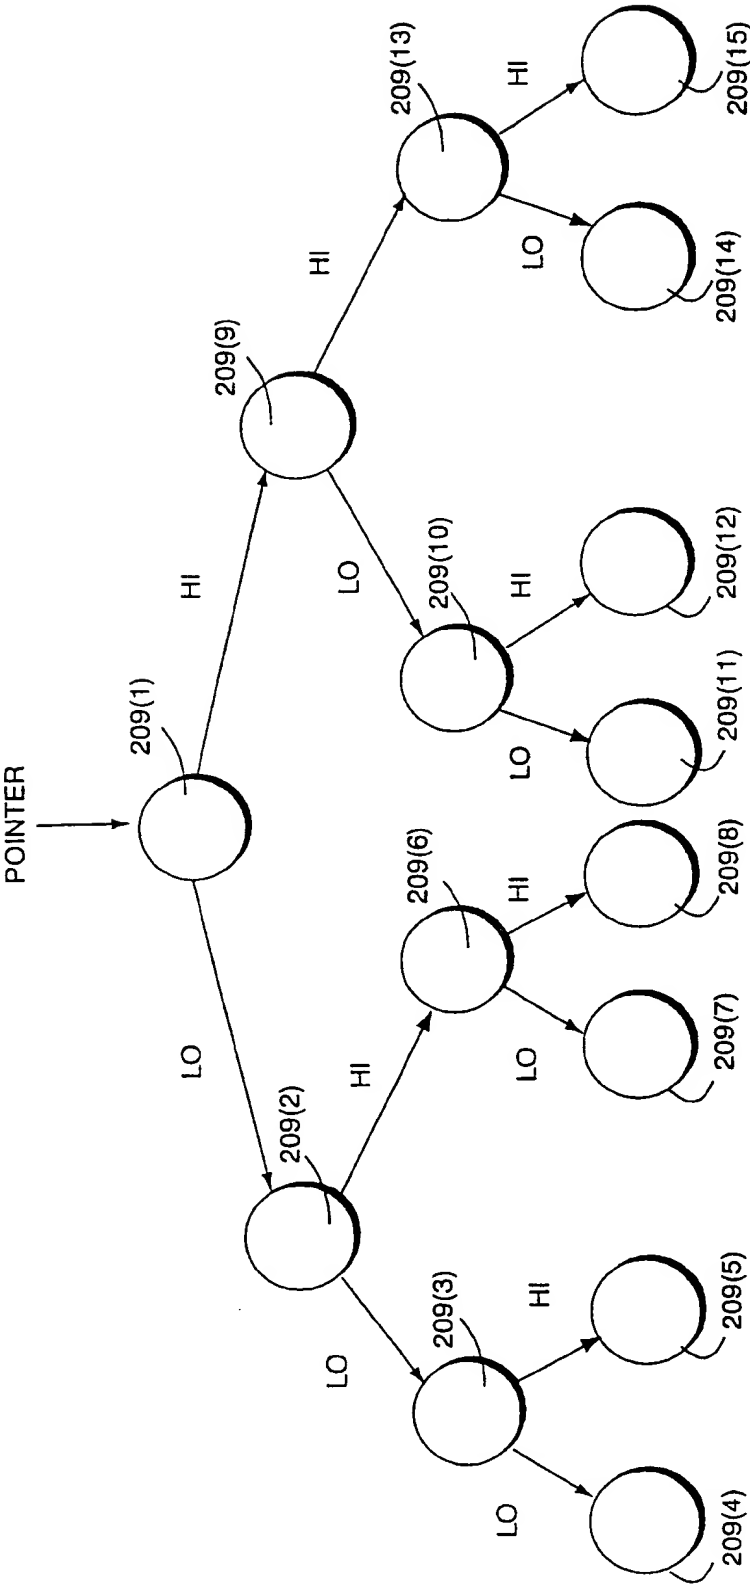 POINTER
209(1)
LO
HI
209(2)
209(9)
LO
HI
LO
HI
209(3)
209(6)
209(10)
209(13)
LO
HI
LO
HI
LO
HI
LO
HI
209(4)
209(5)
209(7)
209(8)
209(11)
209(12)
209(14)
209(15)